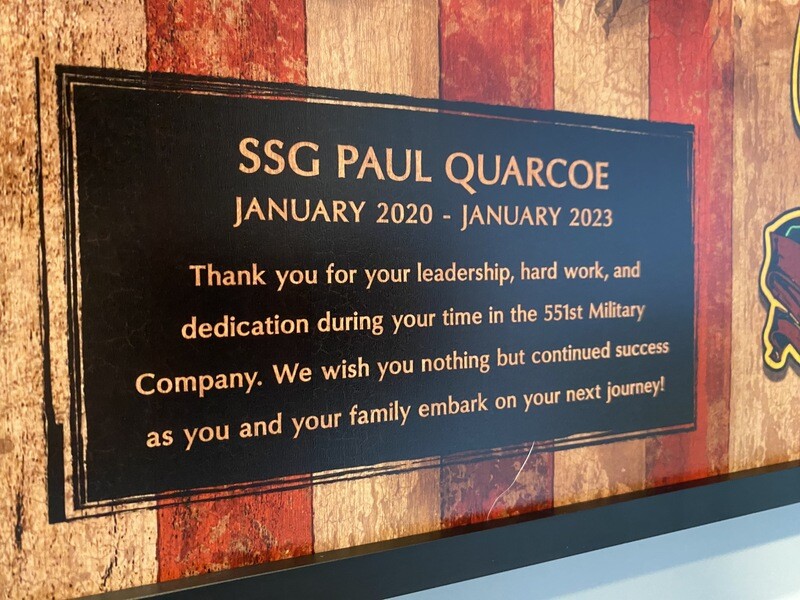 SSG PAUL QUARCOE
JANUARY 2020 - JANUARY 2023
Thank you for your leadership, hard work, and
dedication during your time in the 551st Military
Company. We wish you nothing but continued success
as you and your family embark on your next journey!